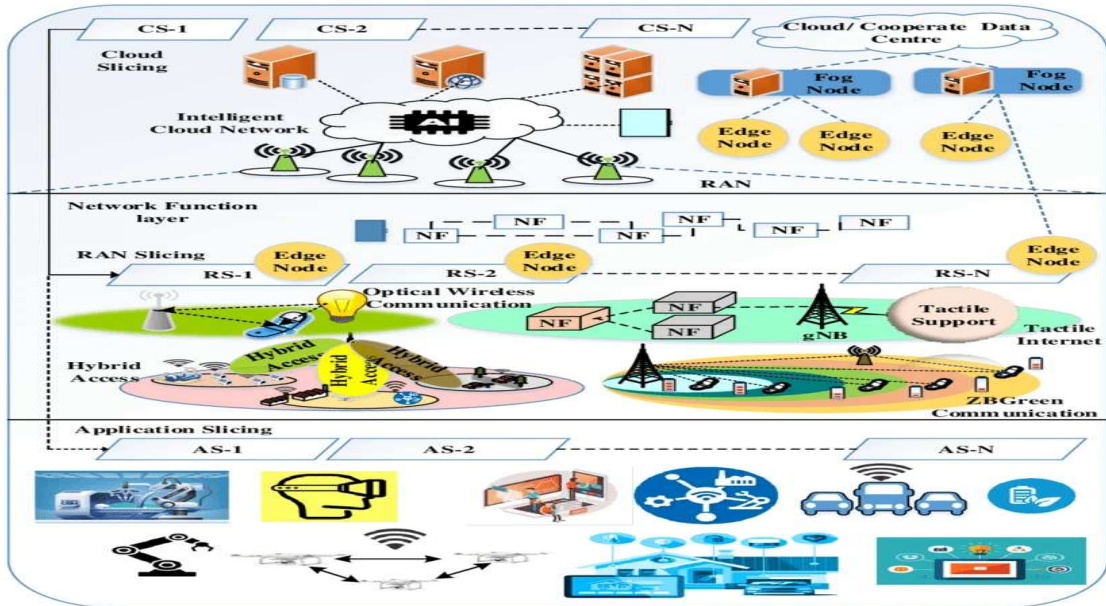 CS-1
CS-2
CS-N
Cloud/ Cooperate Data
Centre
Cloud
Slicing
Fog
Node
Fog
Node
Intelligent
Cloud Network
AI
Edge
Node
Edge
Node
Edge
Node
RAN
Network Function
layer
NF
NF
NF
NF
NF
NF
RAN Slicing
Edge
Node
Edge
Node
Edge
Node
RS-1
RS-2
RS-N
Optical Wireless
Communication
NF
NF
NF
gNB
Tactile
Support
Tactile
Internet
Hybrid
Access
Hybrid Access
Hybrid
Access
Hybrid Access
ZBGreen
Communication
Application Slicing
AS-1
AS-2
AS-N